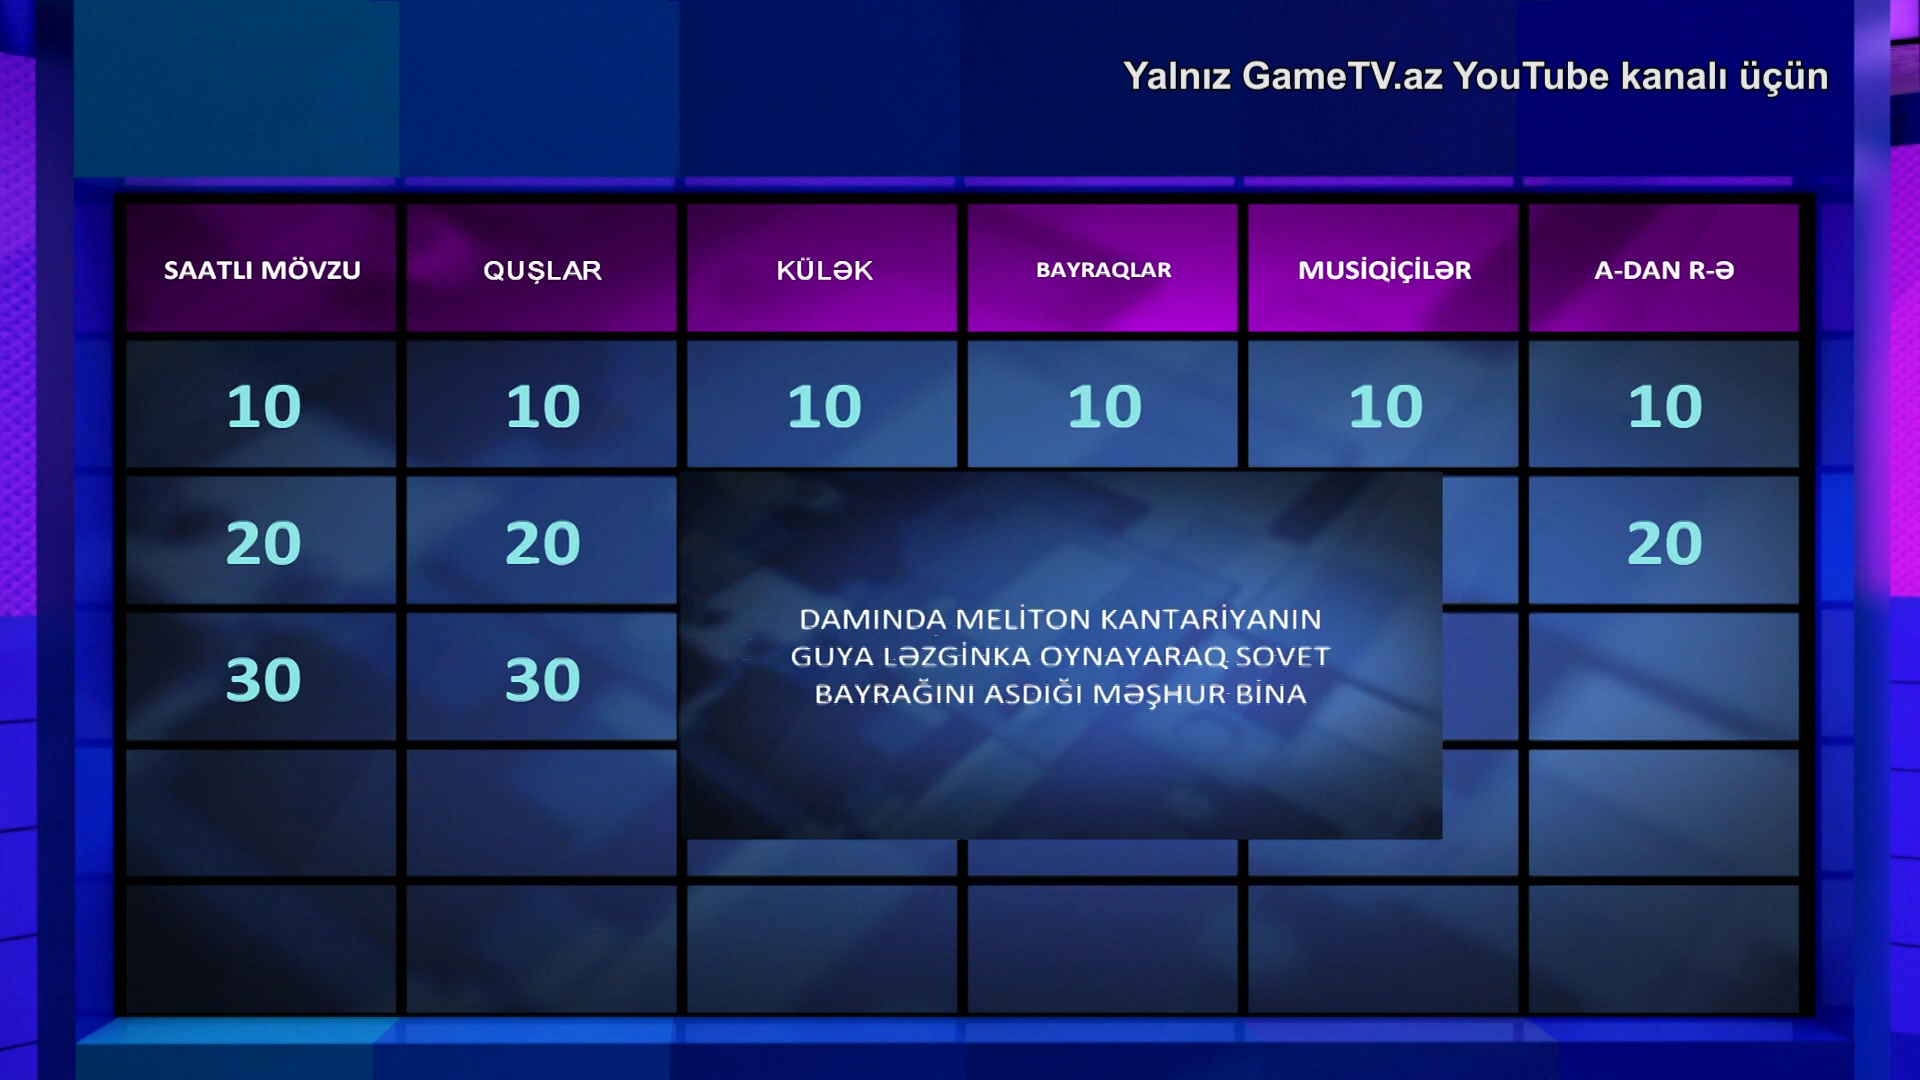 Yalnız GameTV.az YouTube kanalı üçün
SAATLI MÖVZU QUŞLAR KÜLƏK BAYRAQLAR MUSİQİÇİLƏR A-DAN R-Ə
10 10 10 10 10 10
20 20 20
30 30
DAMINDA MELİTON KANTARİYANIN
GUYA LƏZGİNKA OYNAYARAQ SOVET
BAYRAĞINI ASDIĞI MƏŞHUR BİNA